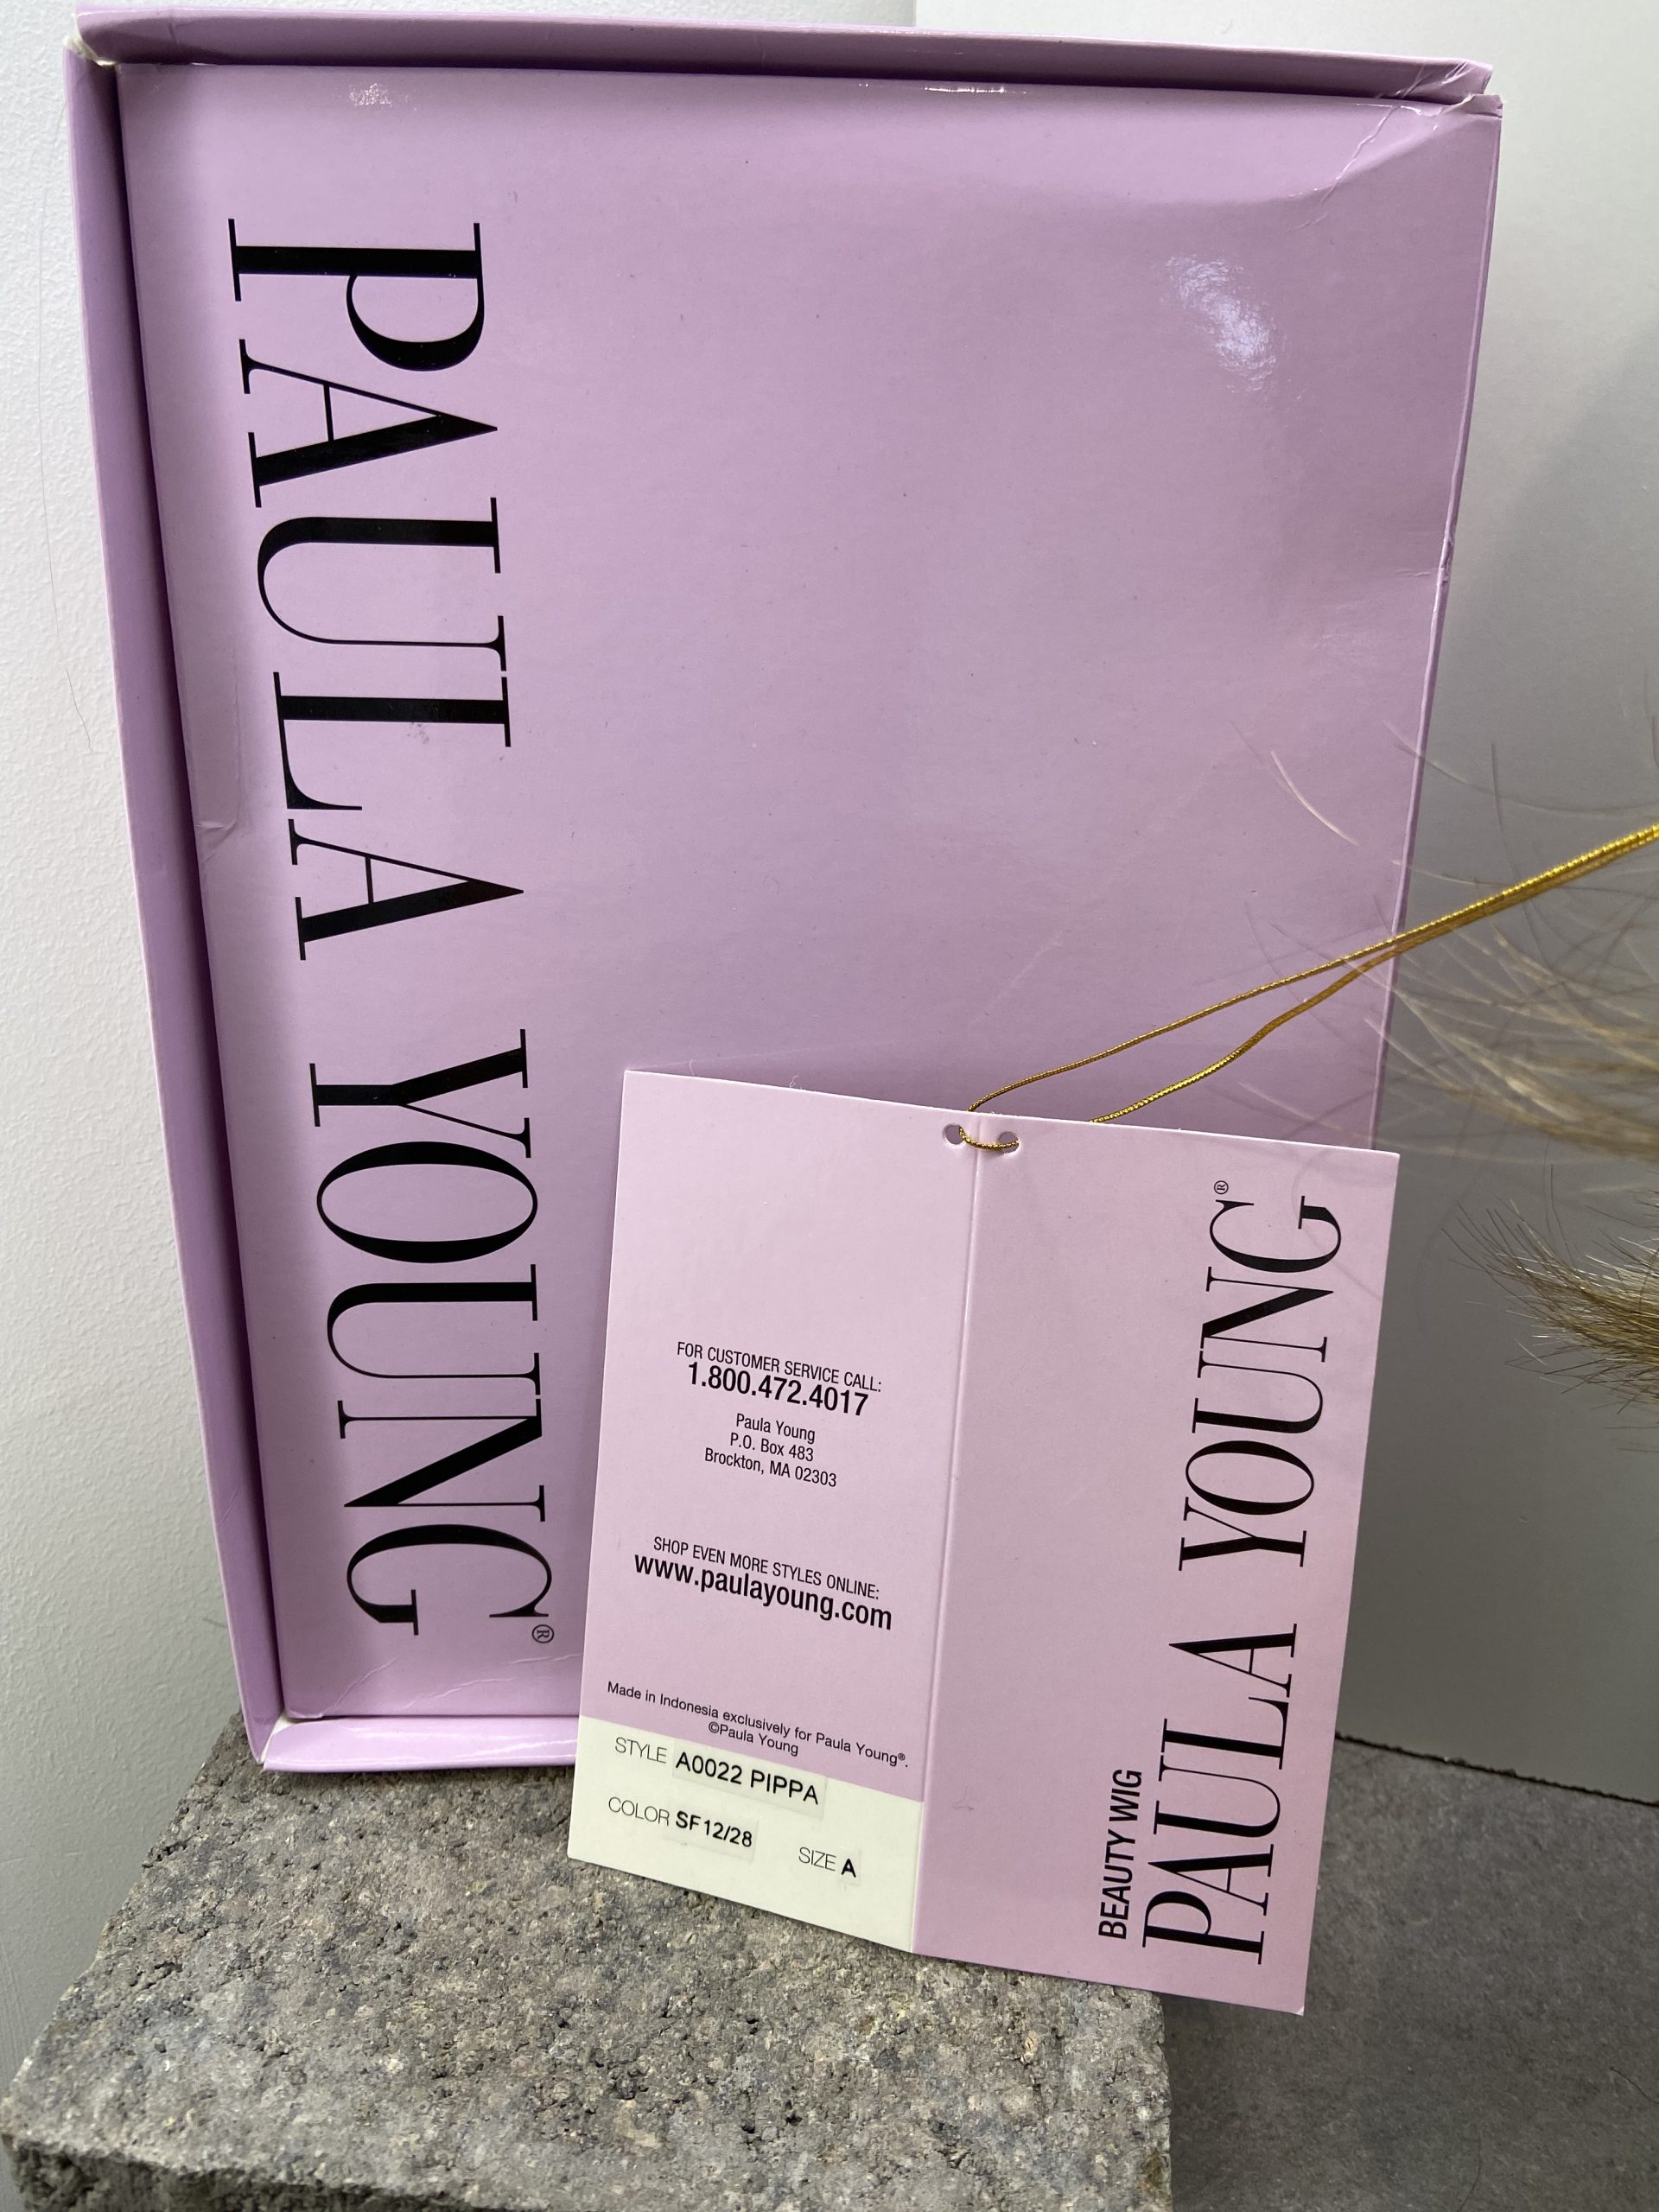 PAULA YOUNG®
FOR CUSTOMER SERVICE CALL:
1.800.472.4017
Paula Young
P.O. Box 483
Brockton, MA 02303
SHOP EVEN MORE STYLES ONLINE:
www.paulayoung.com
Made in Indonesia exclusively for Paula Young®.
©Paula Young
STYLE A0022 PIPPA
COLOR SF12/28
SIZE A
BEAUTY WIG
PAULA YOUNG®